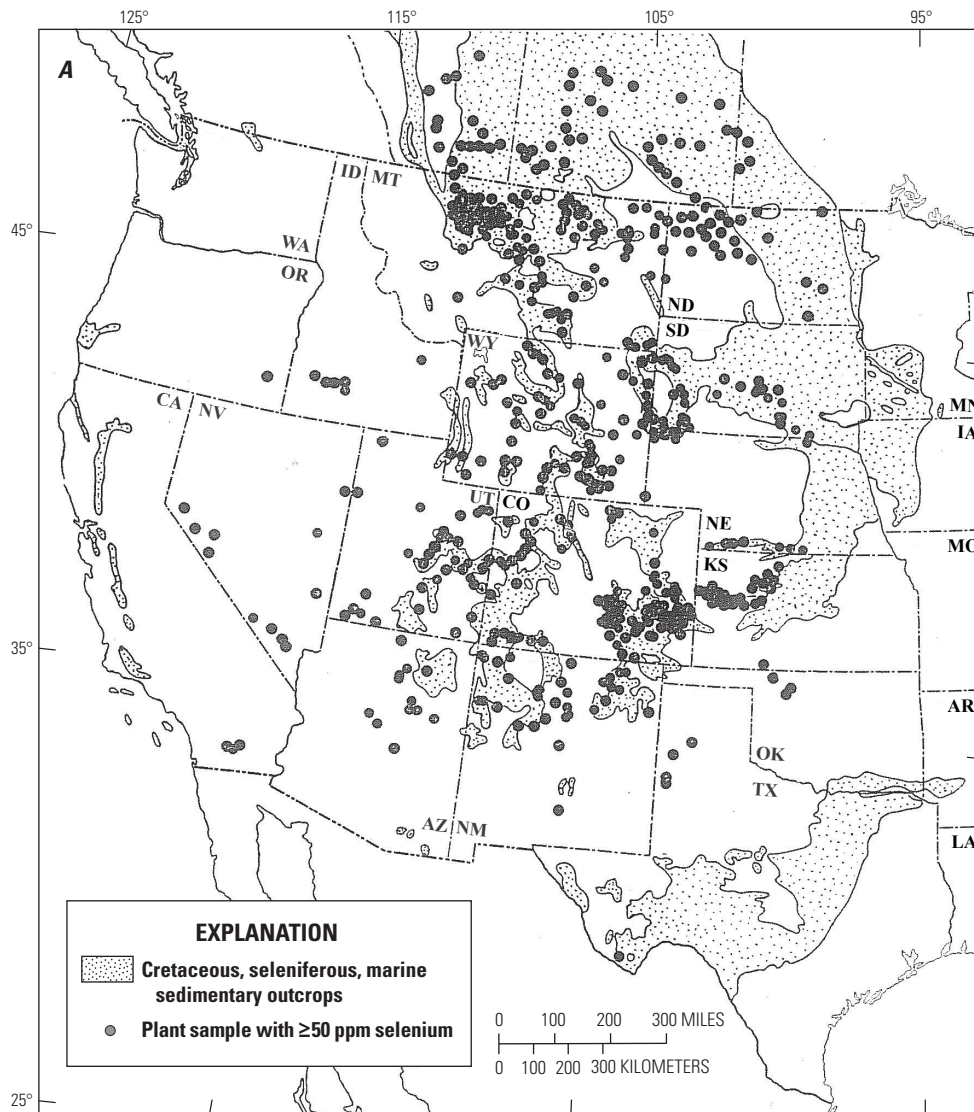 125°
115°
105°
95°
A
ID
MT
45°
WA
OR
ND
SD
WY
MN
IA
CA
NV
UT
CO
NE
KS
MO
35°
AR
OK
TX
AZ
NM
LA
EXPLANATION
Cretaceous, seleniferous, marine
sedimentary outcrops
Plant sample with ≥50 ppm selenium
0 100 200 300 MILES
0 100 200 300 KILOMETERS
25°